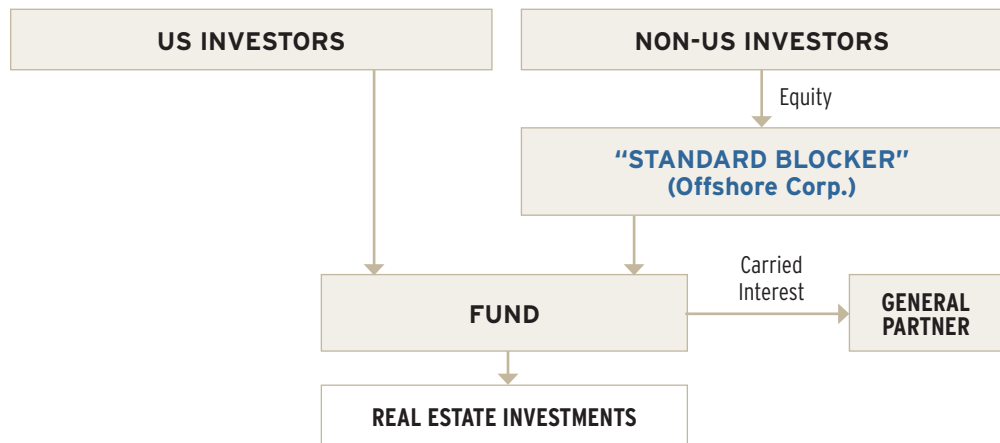 US INVESTORS
NON-US INVESTORS
Equity
“STANDARD BLOCKER”
(Offshore Corp.)
Carried
Interest
FUND
GENERAL
PARTNER
REAL ESTATE INVESTMENTS